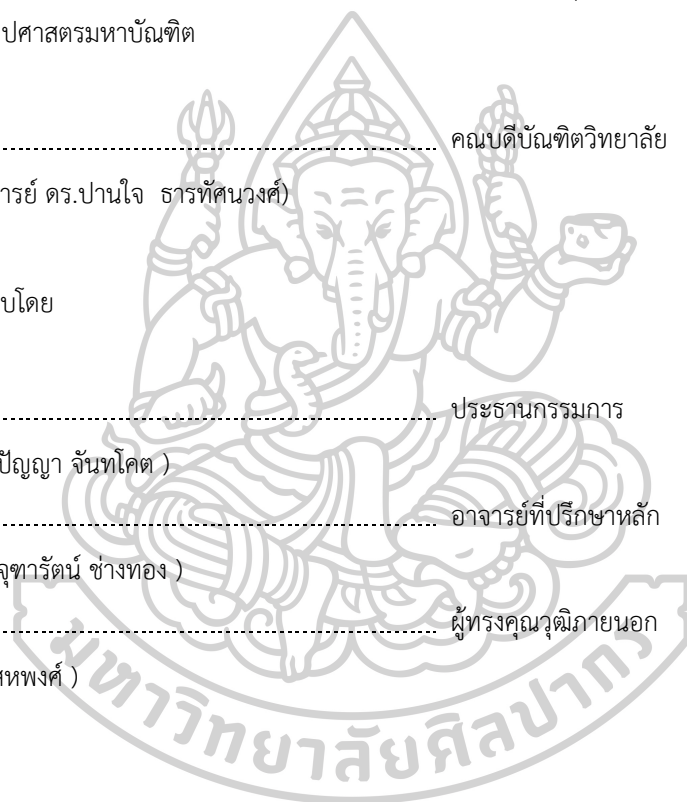 ปศาสตรมหาบัณฑิต
คณบดีบัณฑิตวิทยาลัย
ารย์ ดร.ปานใจ ธารทัศนวงศ์)
บโดย
ประธานกรรมการ
ปัญญา จันทโคต )
อาจารย์ที่ปรึกษาหลัก
จุฑารัตน์ ช่างทอง )
ผู้ทรงคุณวุฒิภายนอก
สหพงศ์ )
มหาวิทยาลัยศิลปากร